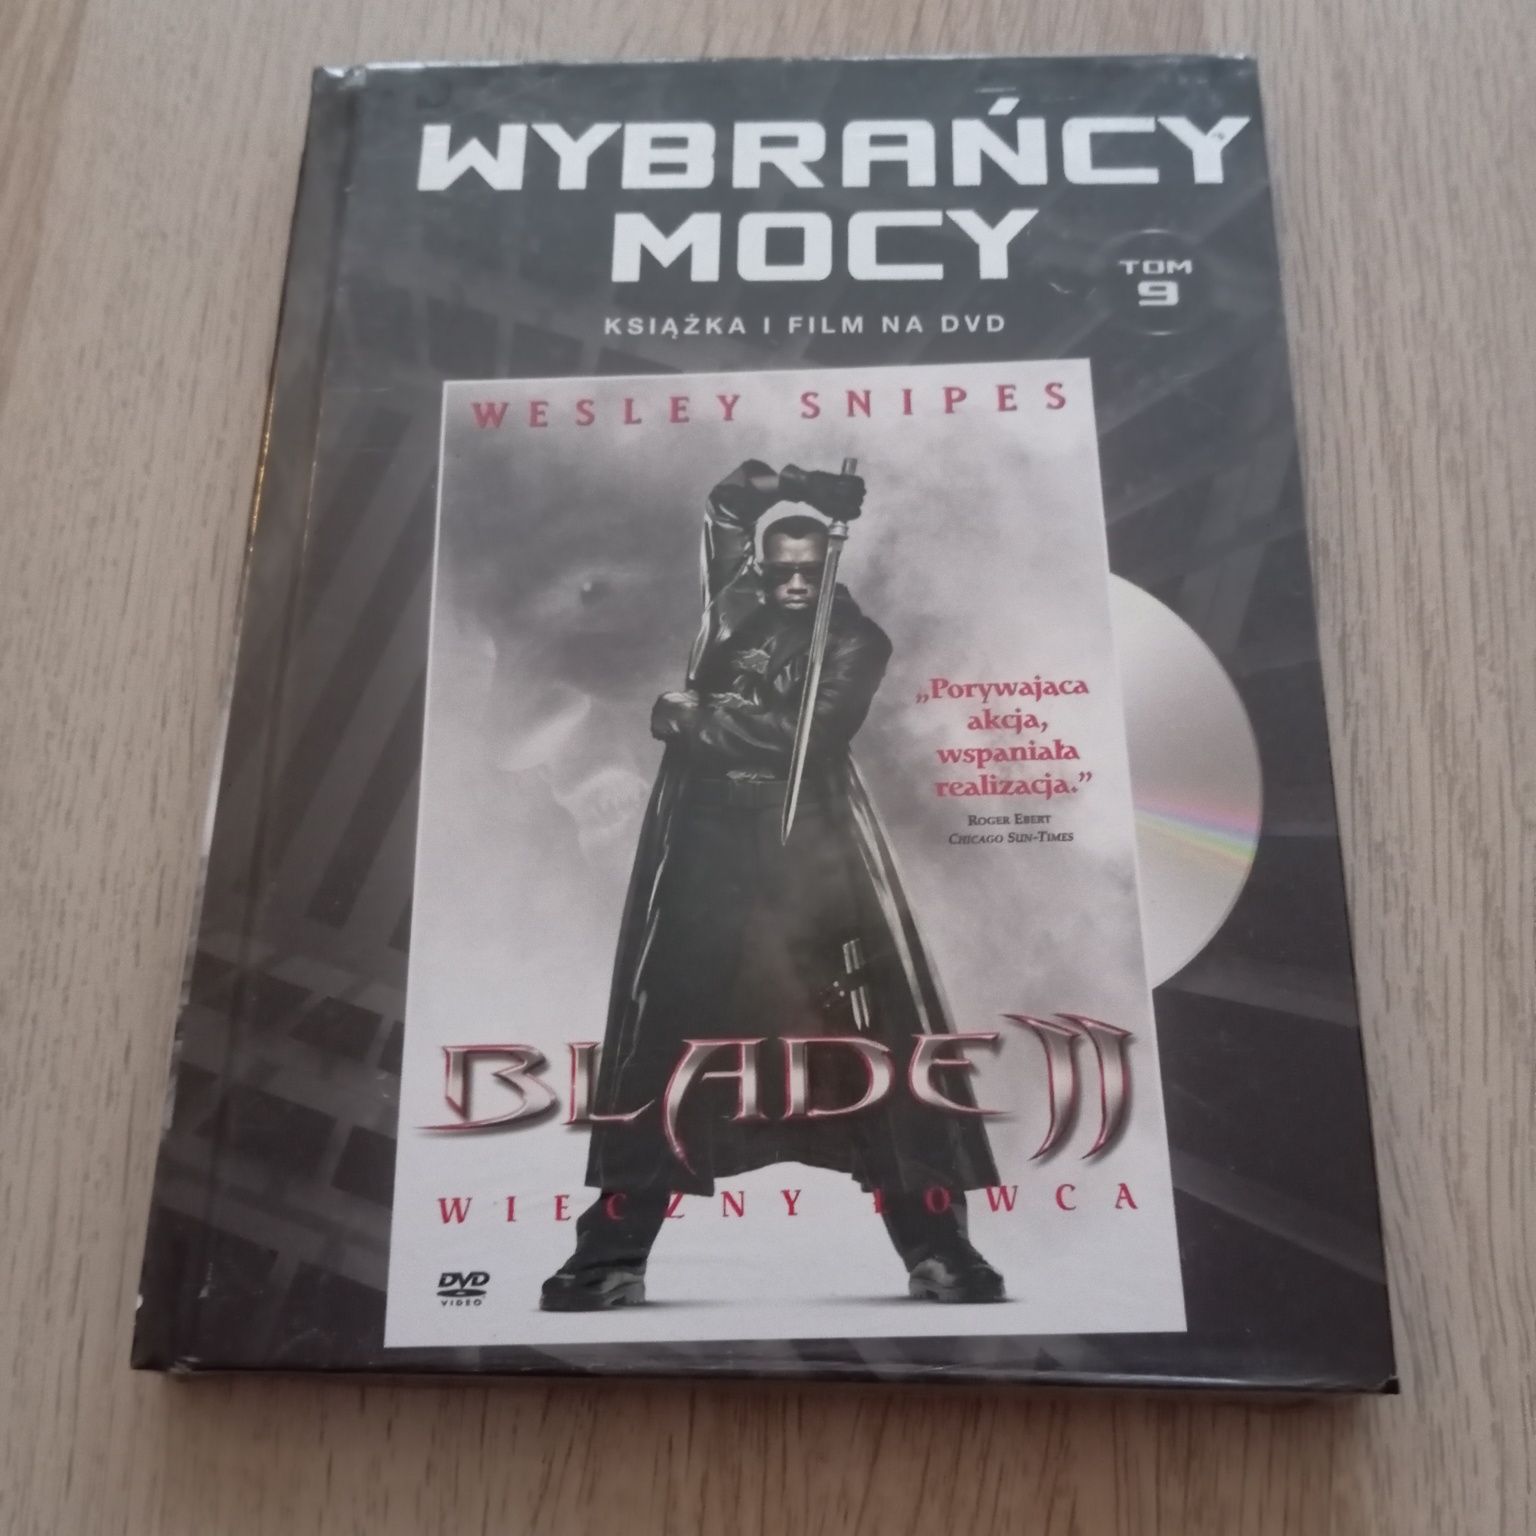 WYBRAŃCY
MOCY
TOM
9
KSIĄŻKA I FILM NA DVD
WESLEY SNIPES
„Porywajaca
akcja,
wspaniała
realizacja.”
ROGER EBERT
CHICAGO SUN-TIMES
BLADE II
WIECZNY ŁOWCA
DVD
VIDEO